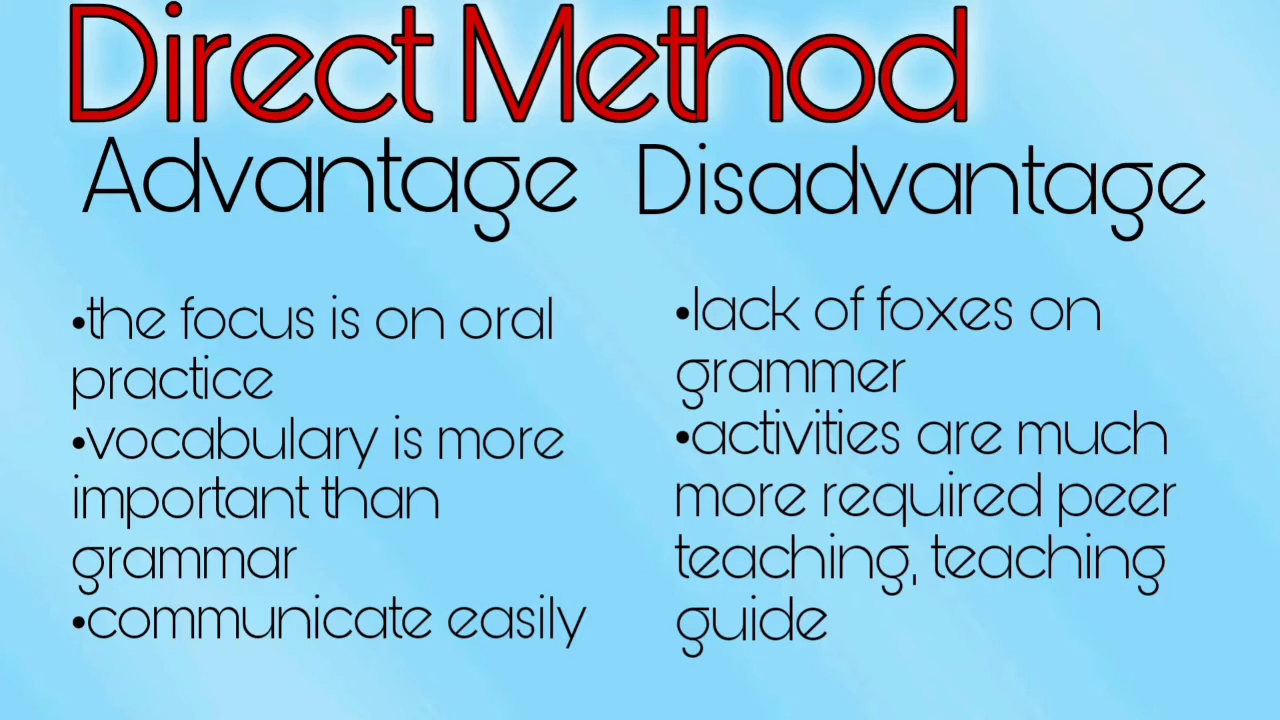 Direct Method
Advantage
•the focus is on oral
practice
•vocabulary is more
important than
grammar
•communicate easily
Disadvantage
•lack of foxes on
grammer
•activities are much
more required peer
teaching, teaching
guide